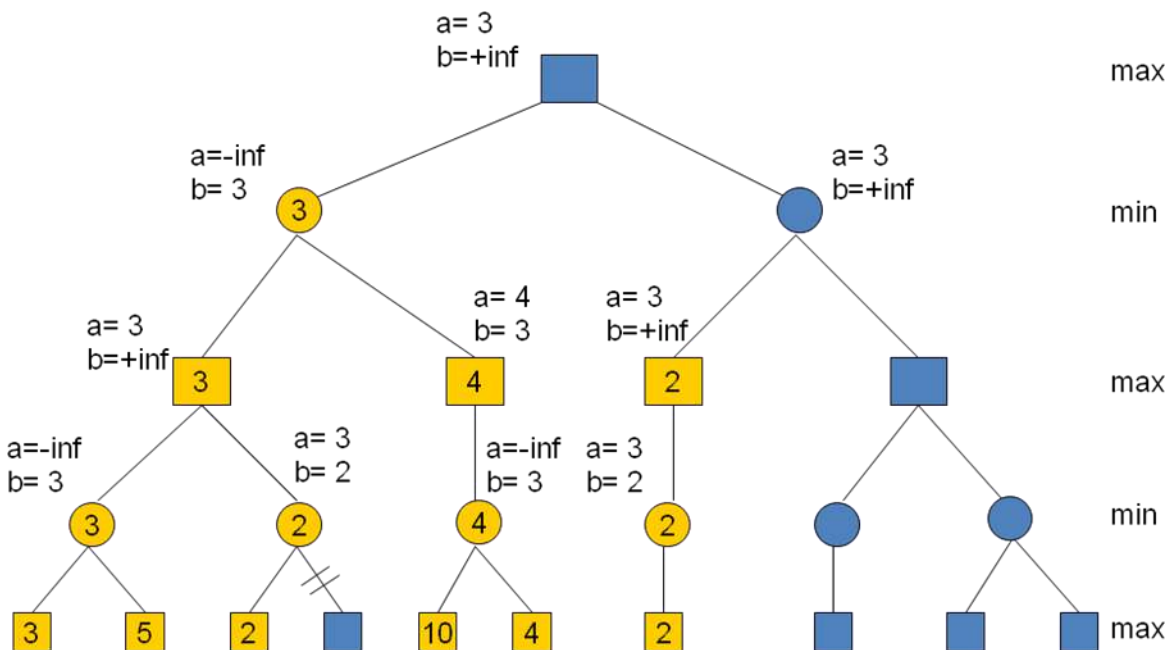 a= 3
b=+inf
max
a=-inf
b= 3
a= 3
b=+inf
3
min
a= 3
b=+inf
a= 4
b= 3
a= 3
b=+inf
3
4
2
max
a=-inf
b= 3
a= 3
b= 2
a=-inf
b= 3
a= 3
b= 2
3
2
4
2
min
3
5
2
10
4
2
max